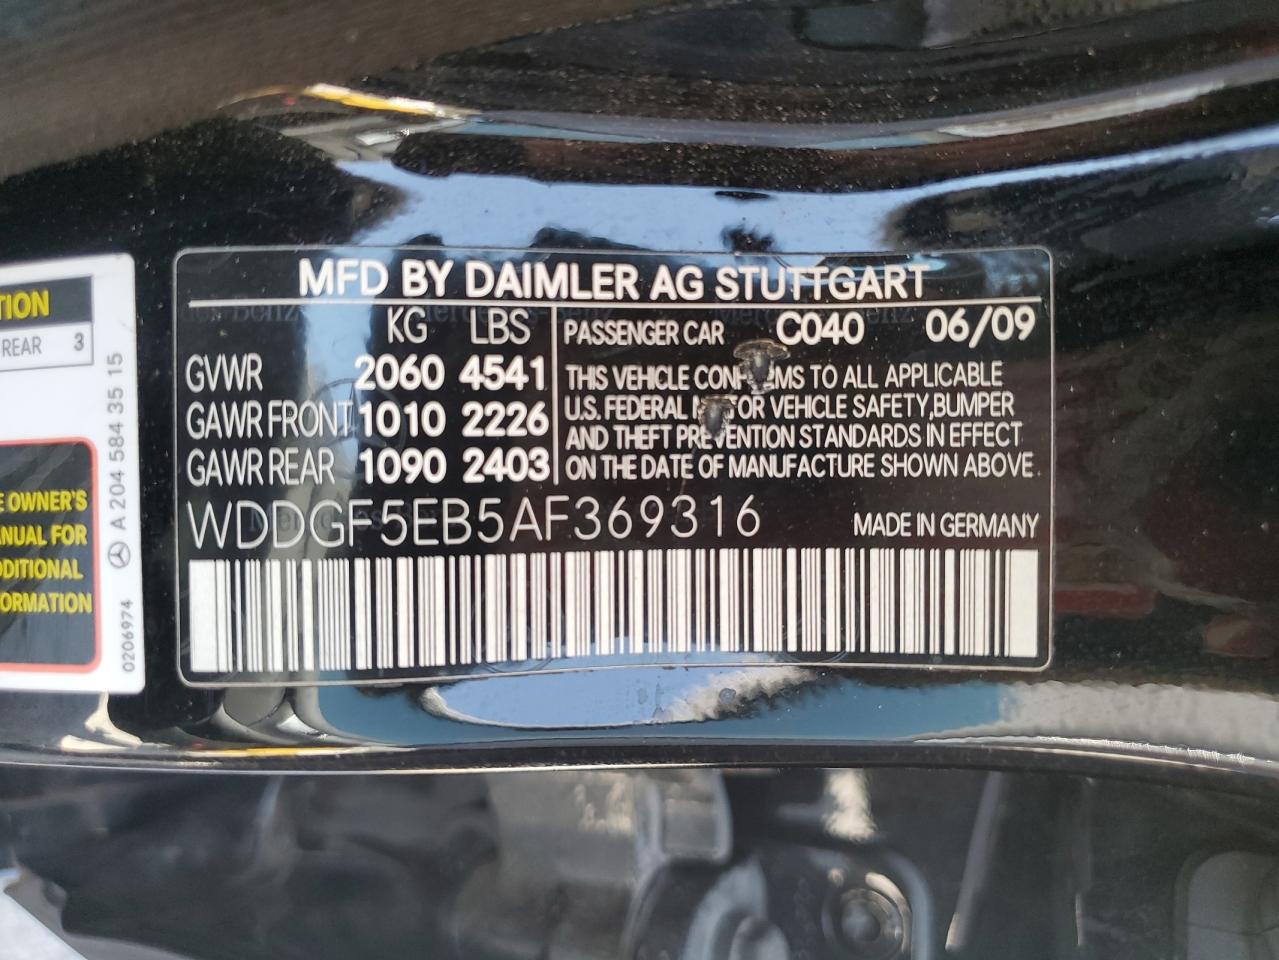 MFD BY DAIMLER AG STUTTGART
KG LBS
GVWR 2060 4541
GAWR FRONT 1010 2226
GAWR REAR 1090 2403
PASSENGER CAR C040 06/09
THIS VEHICLE CONFORMS TO ALL APPLICABLE
U.S. FEDERAL MOTOR VEHICLE SAFETY, BUMPER
AND THEFT PREVENTION STANDARDS IN EFFECT
ON THE DATE OF MANUFACTURE SHOWN ABOVE.
WDDGF5EB5AF369316 MADE IN GERMANY
TION
REAR 3
E OWNER'S
NUAL FOR
DDITIONAL
ORMATION
A 204 584 35 15
0206974